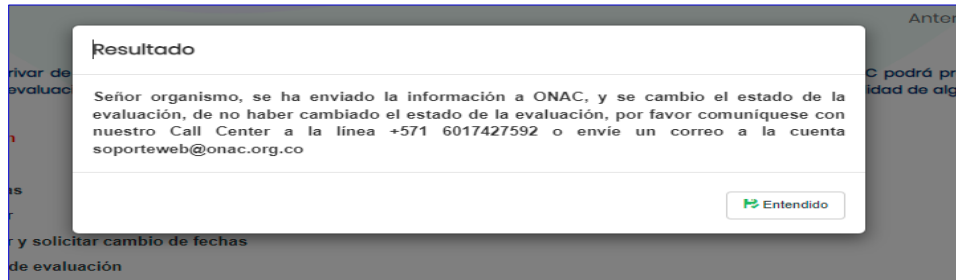 Anter
Resultado
rivar de
C podrá pr
evaluac
idad de alg
Señor organismo, se ha enviado la información a ONAC, y se cambio el estado de la
evaluación, de no haber cambiado el estado de la evaluación, por favor comuníquese con
nuestro Call Center a la línea +571 6017427592 o envíe un correo a la cuenta
soporteweb@onac.org.co
n
as
r
Entendido
r y solicitar cambio de fechas
de evaluación